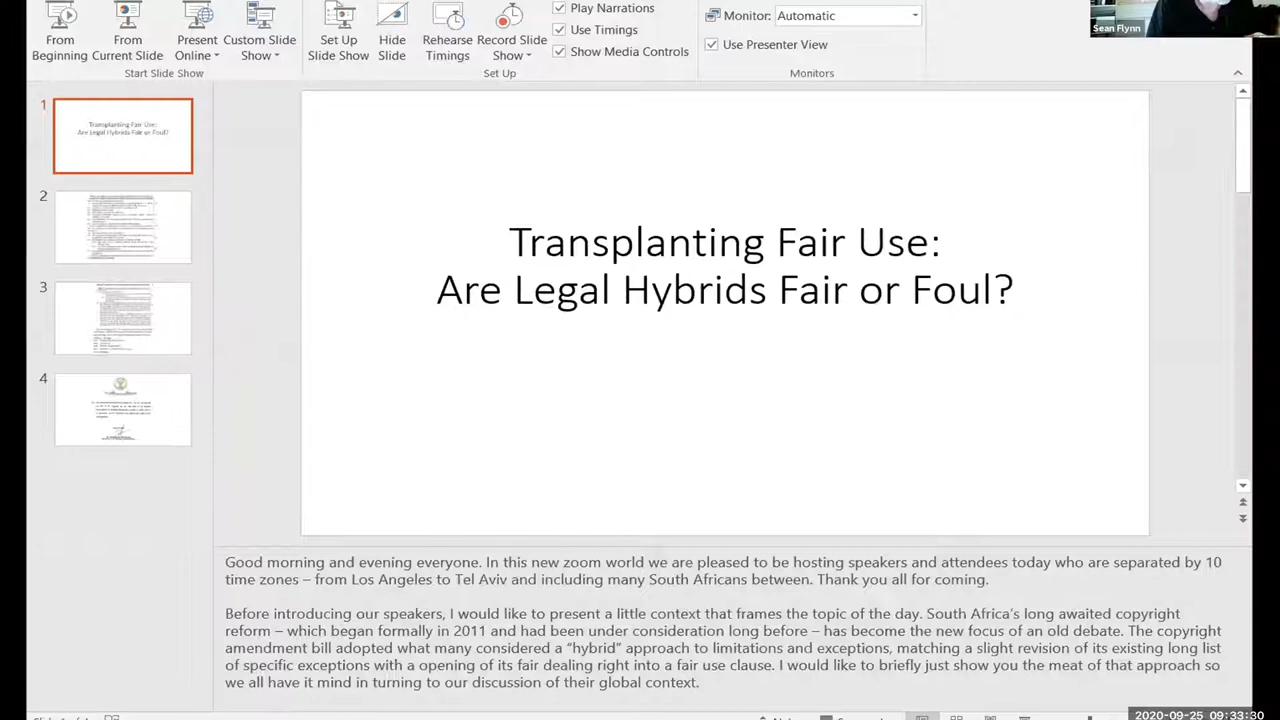 Play Narrations
Monitor: Automatic
Use Timings
Sean Flynn
From Beginning
From Current Slide
Present Online
Custom Slide Show
Set Up Slide Show
Hide Slide
Rehearse Timings
Record Slide Show
Show Media Controls
Use Presenter View
Start Slide Show
Set Up
Monitors
1
Transplanting Fair Use:
Are Legal Hybrids Fair or Foul?
2
3
4
Transplanting Fair Use:
Are Legal Hybrids Fair or Foul?
Good morning and evening everyone. In this new zoom world we are pleased to be hosting speakers and attendees today who are separated by 10
time zones – from Los Angeles to Tel Aviv and including many South Africans between. Thank you all for coming.
Before introducing our speakers, I would like to present a little context that frames the topic of the day. South Africa's long awaited copyright
reform – which began formally in 2011 and had been under consideration long before – has become the new focus of an old debate. The copyright
amendment bill adopted what many considered a “hybrid” approach to limitations and exceptions, matching a slight revision of its existing long list
of specific exceptions with a opening of its fair dealing right into a fair use clause. I would like to briefly just show you the meat of that approach so
we all have it mind in turning to our discussion of their global context.
2020-09-25 09:33:30